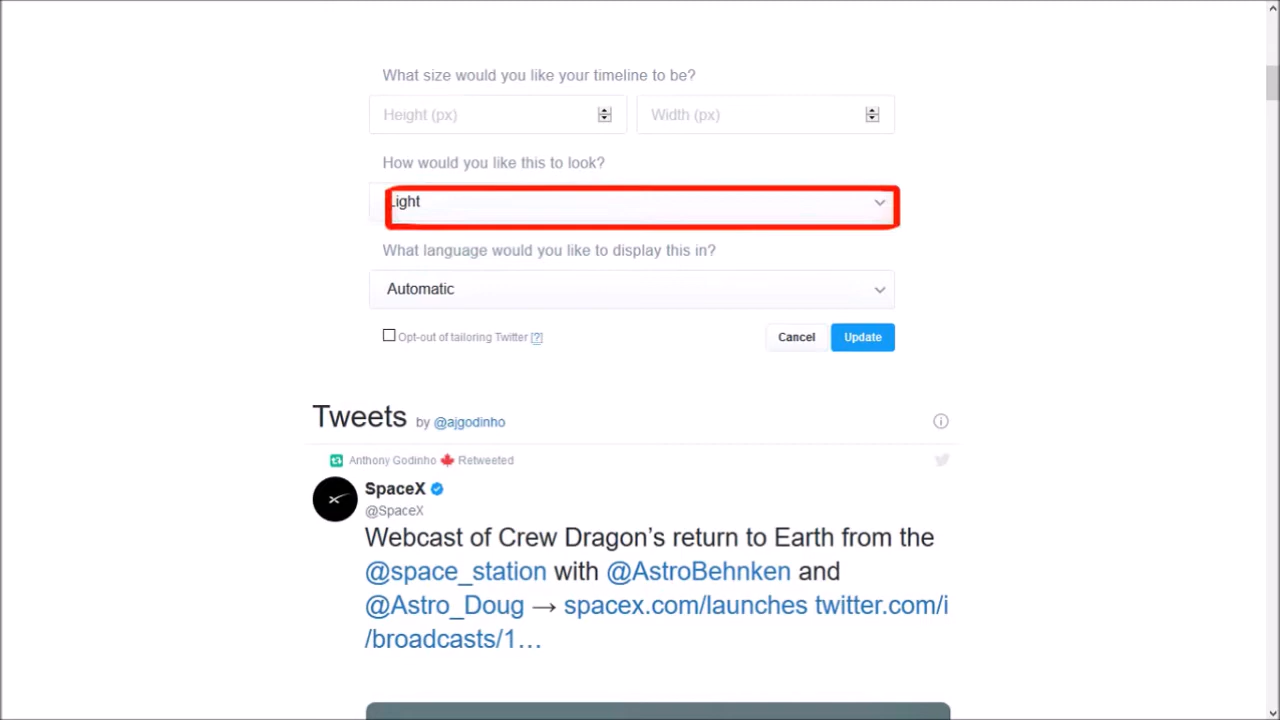 What size would you like your timeline to be?
Height (px) Width (px)
How would you like this to look?
Light
What language would you like to display this in?
Automatic
Opt-out of tailoring Twitter [?] Cancel Update
Tweets by @ajgodinho
Anthony Godinho 🍁 Retweeted
SpaceX
@SpaceX
Webcast of Crew Dragon’s return to Earth from the
@space_station with @AstroBehnken and
@Astro_Doug → spacex.com/launches twitter.com/i
/broadcasts/1…